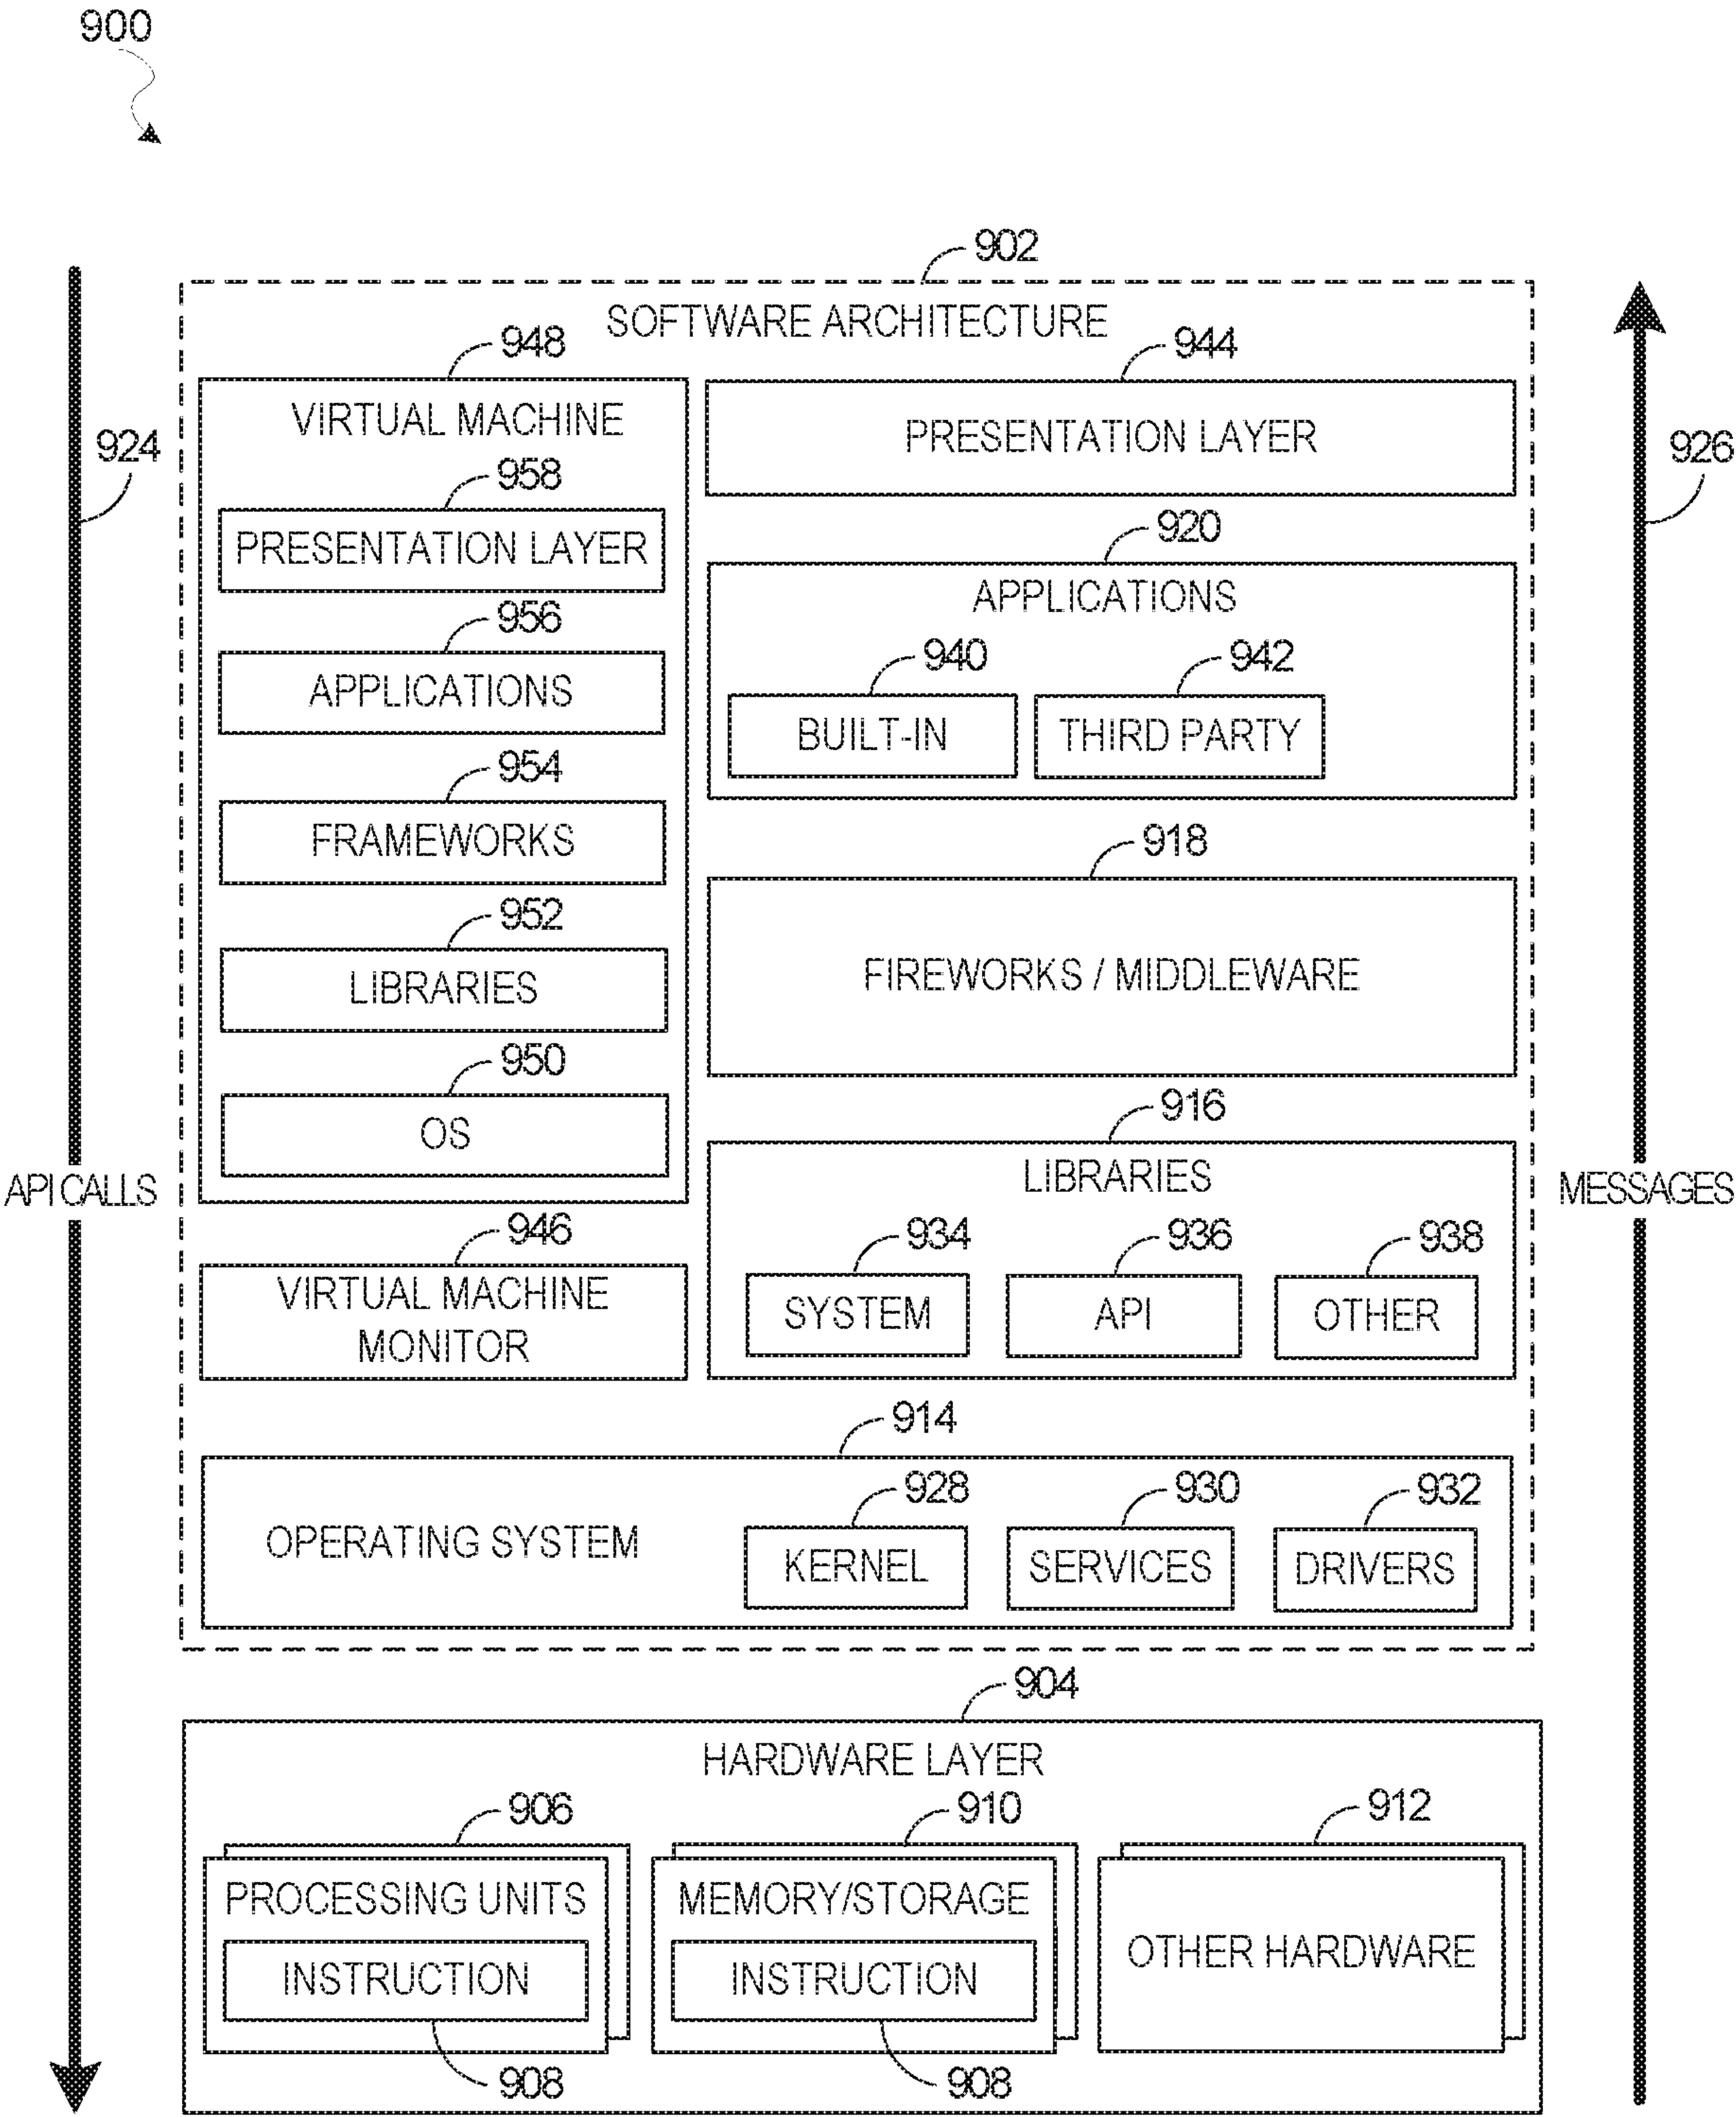 900
902
SOFTWARE ARCHITECTURE
948
VIRTUAL MACHINE
958
PRESENTATION LAYER
956
APPLICATIONS
954
FRAMEWORKS
952
LIBRARIES
950
OS
946
VIRTUAL MACHINE
MONITOR
944
PRESENTATION LAYER
920
APPLICATIONS
940
BUILT-IN
942
THIRD PARTY
918
FIREWORKS / MIDDLEWARE
916
LIBRARIES
934
SYSTEM
936
API
938
OTHER
914
OPERATING SYSTEM
928
KERNEL
930
SERVICES
932
DRIVERS
904
HARDWARE LAYER
906
PROCESSING UNITS
INSTRUCTION
908
910
MEMORY/STORAGE
INSTRUCTION
908
912
OTHER HARDWARE
924
API CALLS
926
MESSAGES